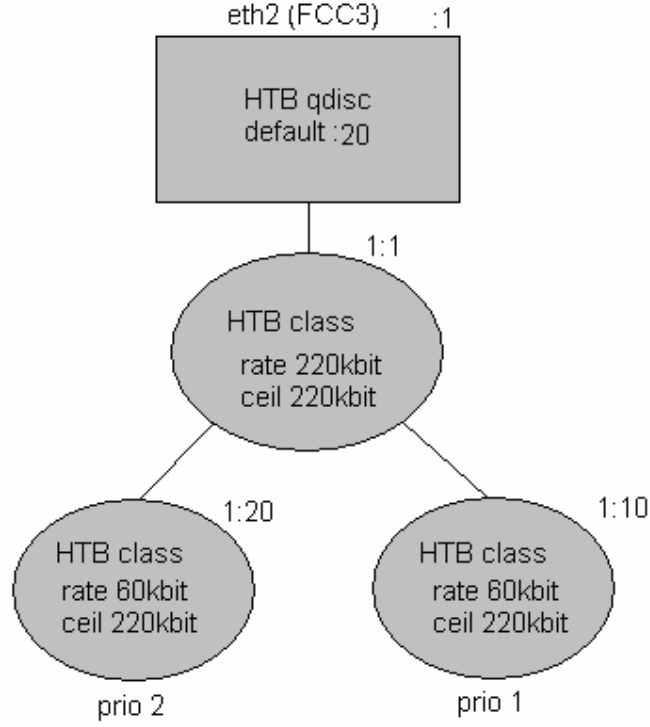 eth2 (FCC3) :1
HTB qdisc
default :20
1:1
HTB class
rate 220kbit
ceil 220kbit
1:20
HTB class
rate 60kbit
ceil 220kbit
prio 2
1:10
HTB class
rate 60kbit
ceil 220kbit
prio 1